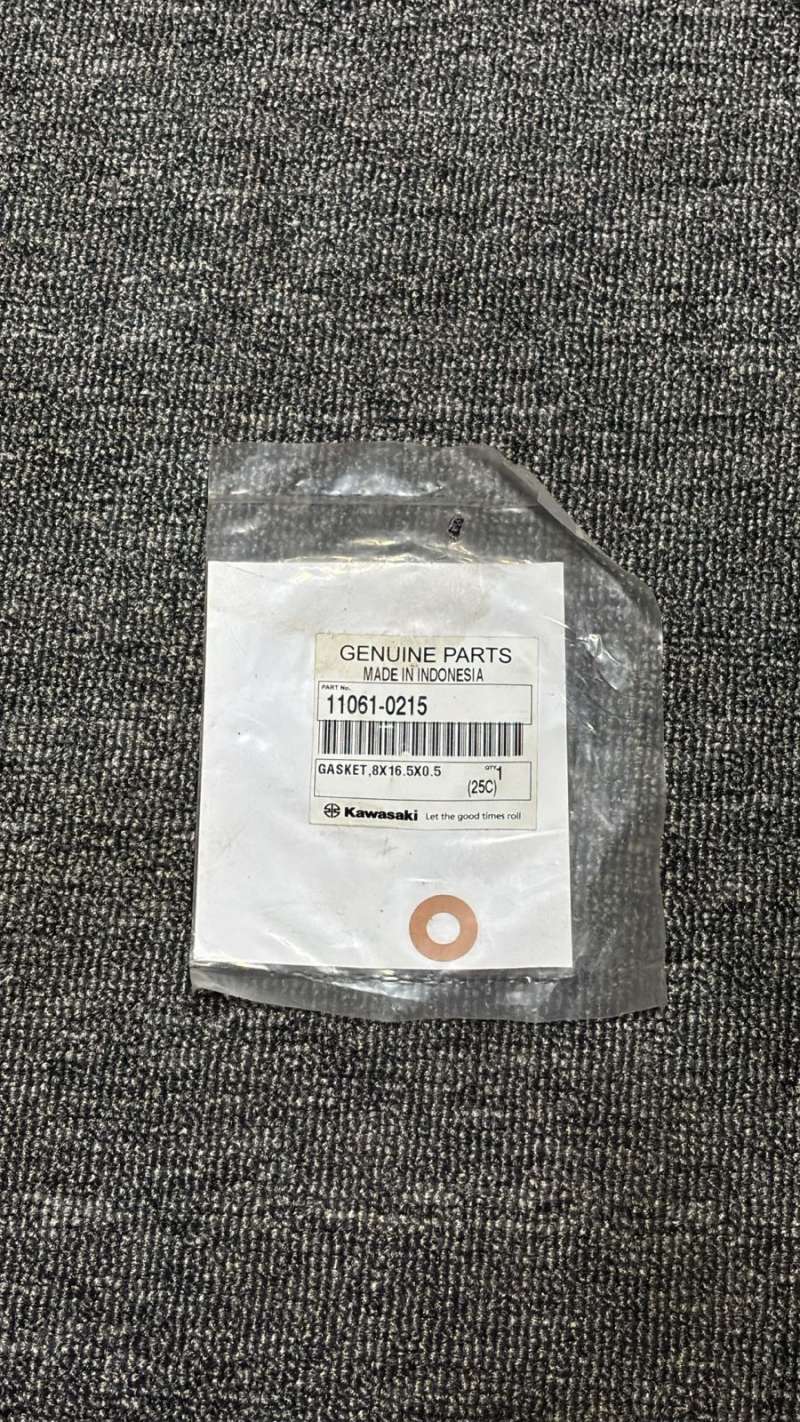 GENUINE PARTS
MADE IN INDONESIA
PART No.
11061-0215
GASKET,8X16.5X0.5
QTY 1
(25C)
Kawasaki Let the good times roll